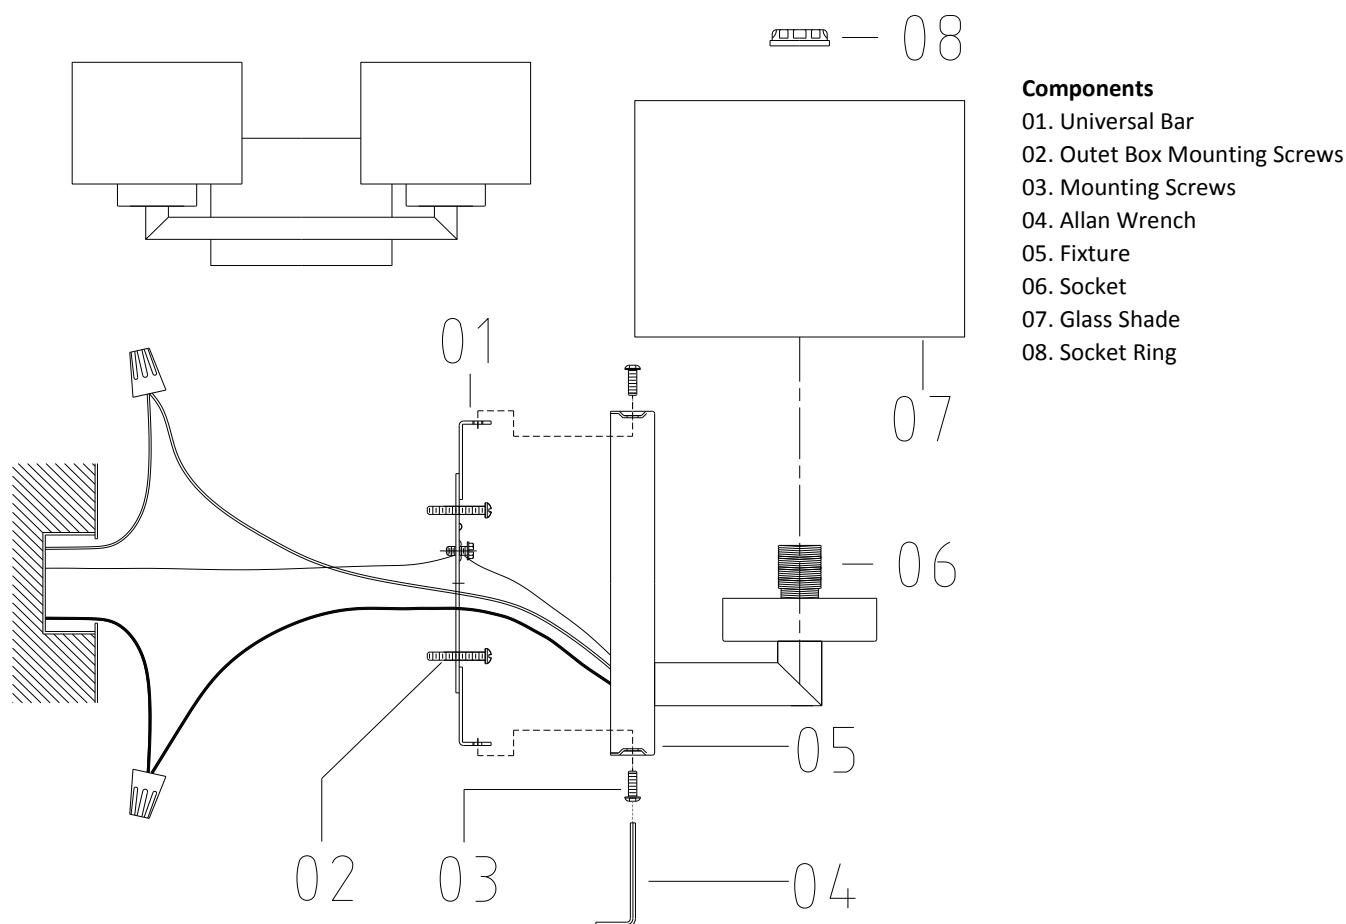 08
Components
01. Universal Bar
02. Outet Box Mounting Screws
03. Mounting Screws
04. Allan Wrench
05. Fixture
06. Socket
07. Glass Shade
08. Socket Ring
01
07
06
05
02
03
04